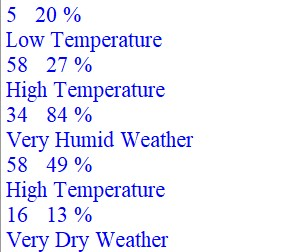 5 20 %
Low Temperature
58 27 %
High Temperature
34 84 %
Very Humid Weather
58 49 %
High Temperature
16 13 %
Very Dry Weather